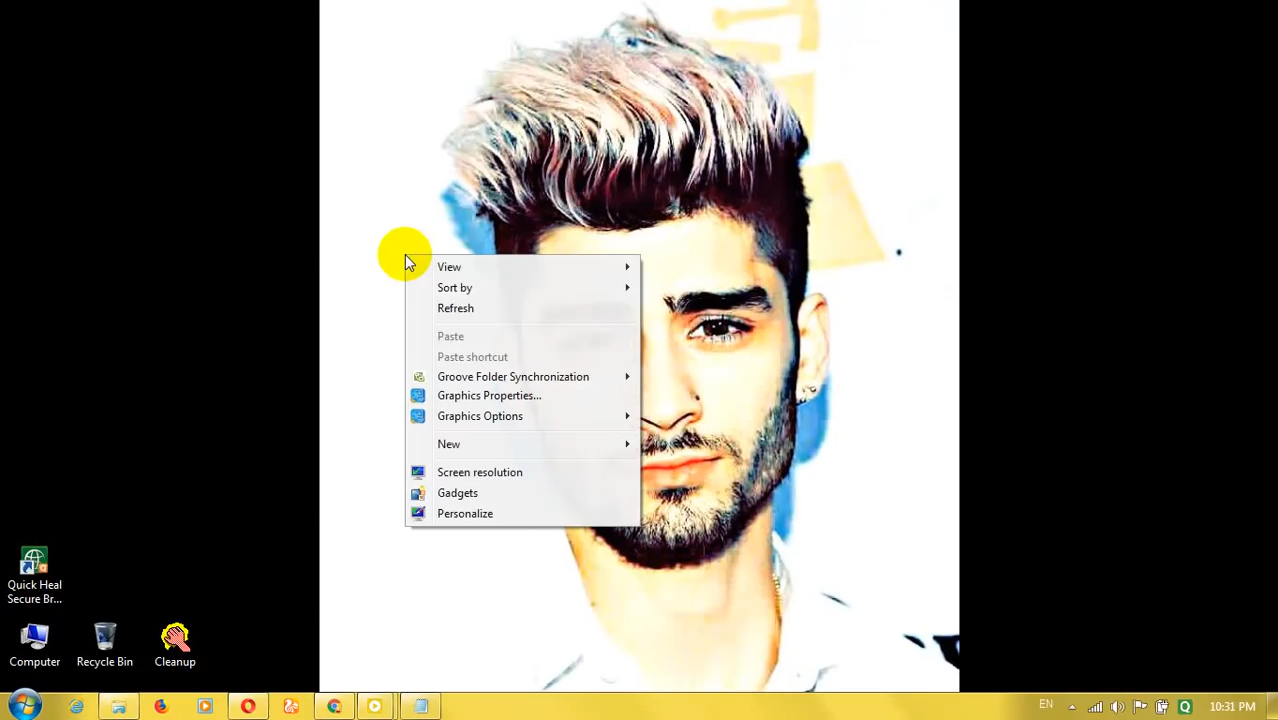 View
Sort by
Refresh
Paste
Paste shortcut
Groove Folder Synchronization
Graphics Properties...
Graphics Options
New
Screen resolution
Gadgets
Personalize
Quick Heal
Secure Br...
Computer
Recycle Bin
Cleanup
EN
10:31 PM